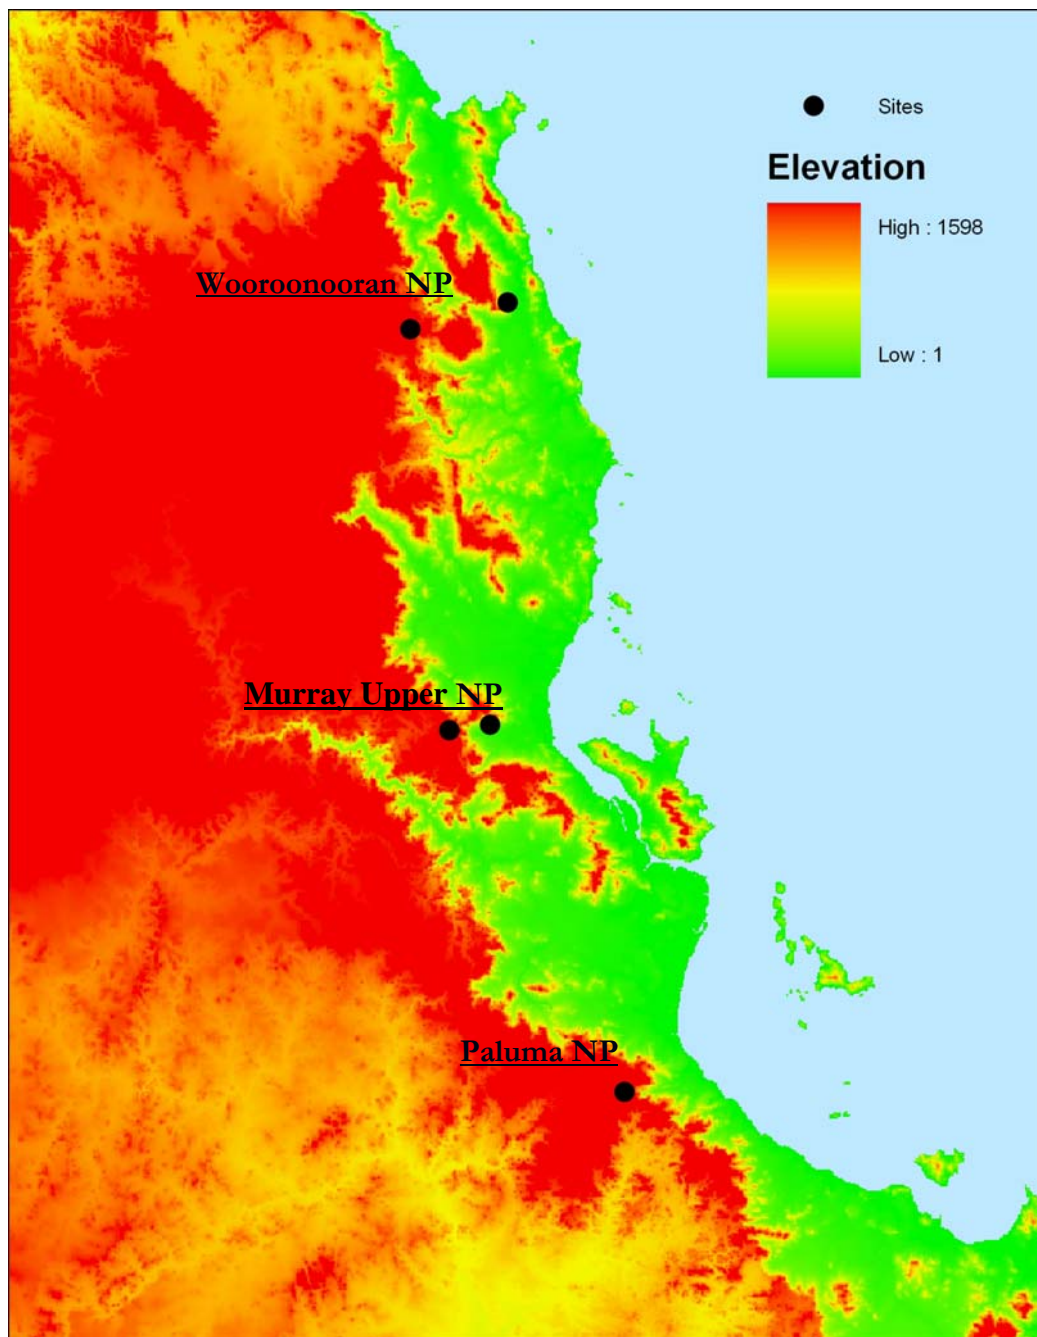 Sites
Elevation
High : 1598
Low : 1
Wooroonooran NP
Murray Upper NP
Paluma NP